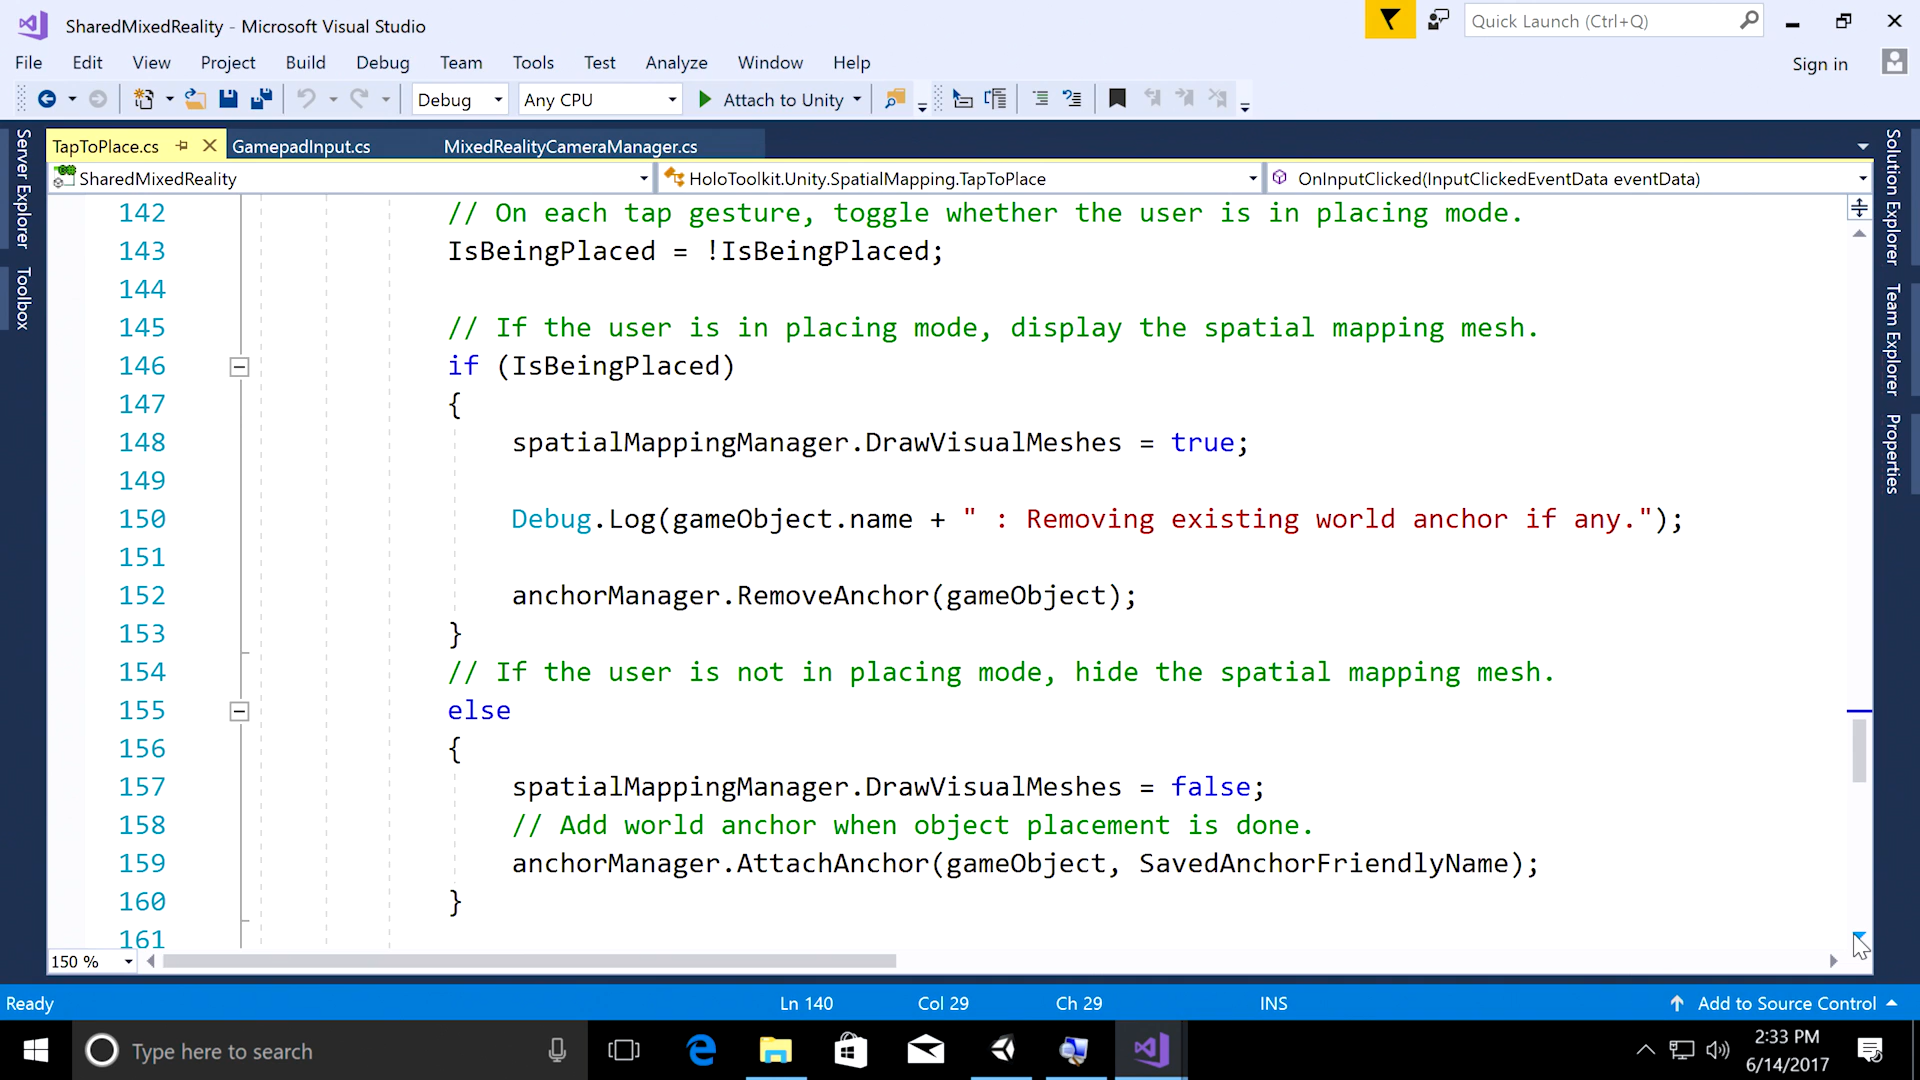 SharedMixedReality - Microsoft Visual Studio
Quick Launch (Ctrl+Q)
File Edit View Project Build Debug Team Tools Test Analyze Window Help
Sign in
Debug Any CPU Attach to Unity
TapToPlace.cs GamepadInput.cs MixedRealityCameraManager.cs
SharedMixedReality HoloToolkit.Unity.SpatialMapping.TapToPlace OnInputClicked(InputClickedEventData eventData)
Server Explorer
Toolbox
Solution Explorer
Team Explorer
Properties
142 // On each tap gesture, toggle whether the user is in placing mode.
143 IsBeingPlaced = !IsBeingPlaced;
144
145 // If the user is in placing mode, display the spatial mapping mesh.
146 if (IsBeingPlaced)
147 {
148 spatialMappingManager.DrawVisualMeshes = true;
149
150 Debug.Log(gameObject.name + " : Removing existing world anchor if any.");
151
152 anchorManager.RemoveAnchor(gameObject);
153 }
154 // If the user is not in placing mode, hide the spatial mapping mesh.
155 else
156 {
157 spatialMappingManager.DrawVisualMeshes = false;
158 // Add world anchor when object placement is done.
159 anchorManager.AttachAnchor(gameObject, SavedAnchorFriendlyName);
160 }
161
150 %
Ready Ln 140 Col 29 Ch 29 INS Add to Source Control
Type here to search
2:33 PM
6/14/2017